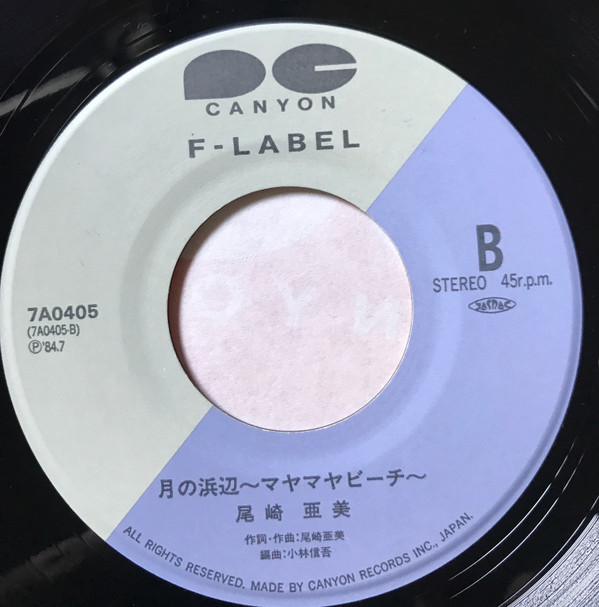 CANYON
F-LABEL
B
STEREO 45r.p.m.
JASRAC
7A0405
(7A0405-B)
Ⓟ'84.7
月の浜辺〜マヤマヤビーチ〜
尾崎 亜美
作詞・作曲:尾崎亜美
編曲:小林信吾
ALL RIGHTS RESERVED. MADE BY CANYON RECORDS INC., JAPAN.